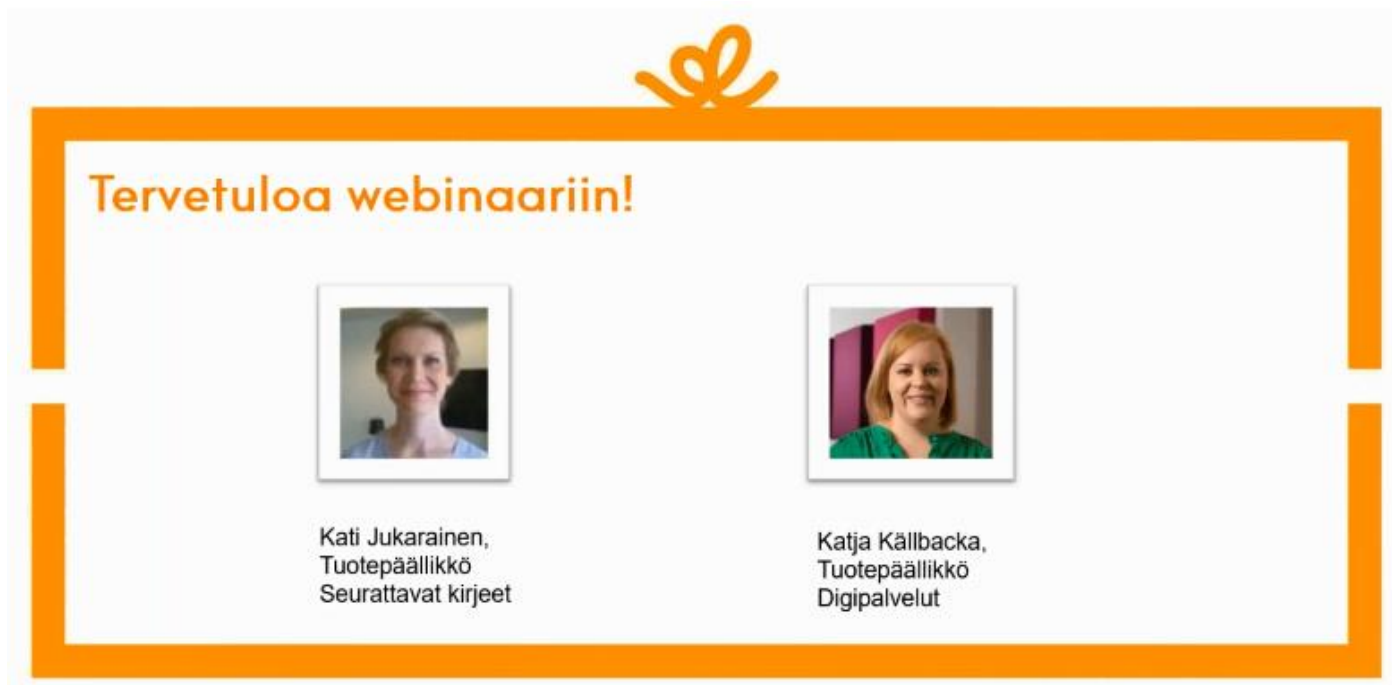 Tervetuloa webinaariin!
Kati Jukarainen,
Tuotepäällikkö
Seurattavat kirjeet
Katja Källbacka,
Tuotepäällikkö
Digipalvelut